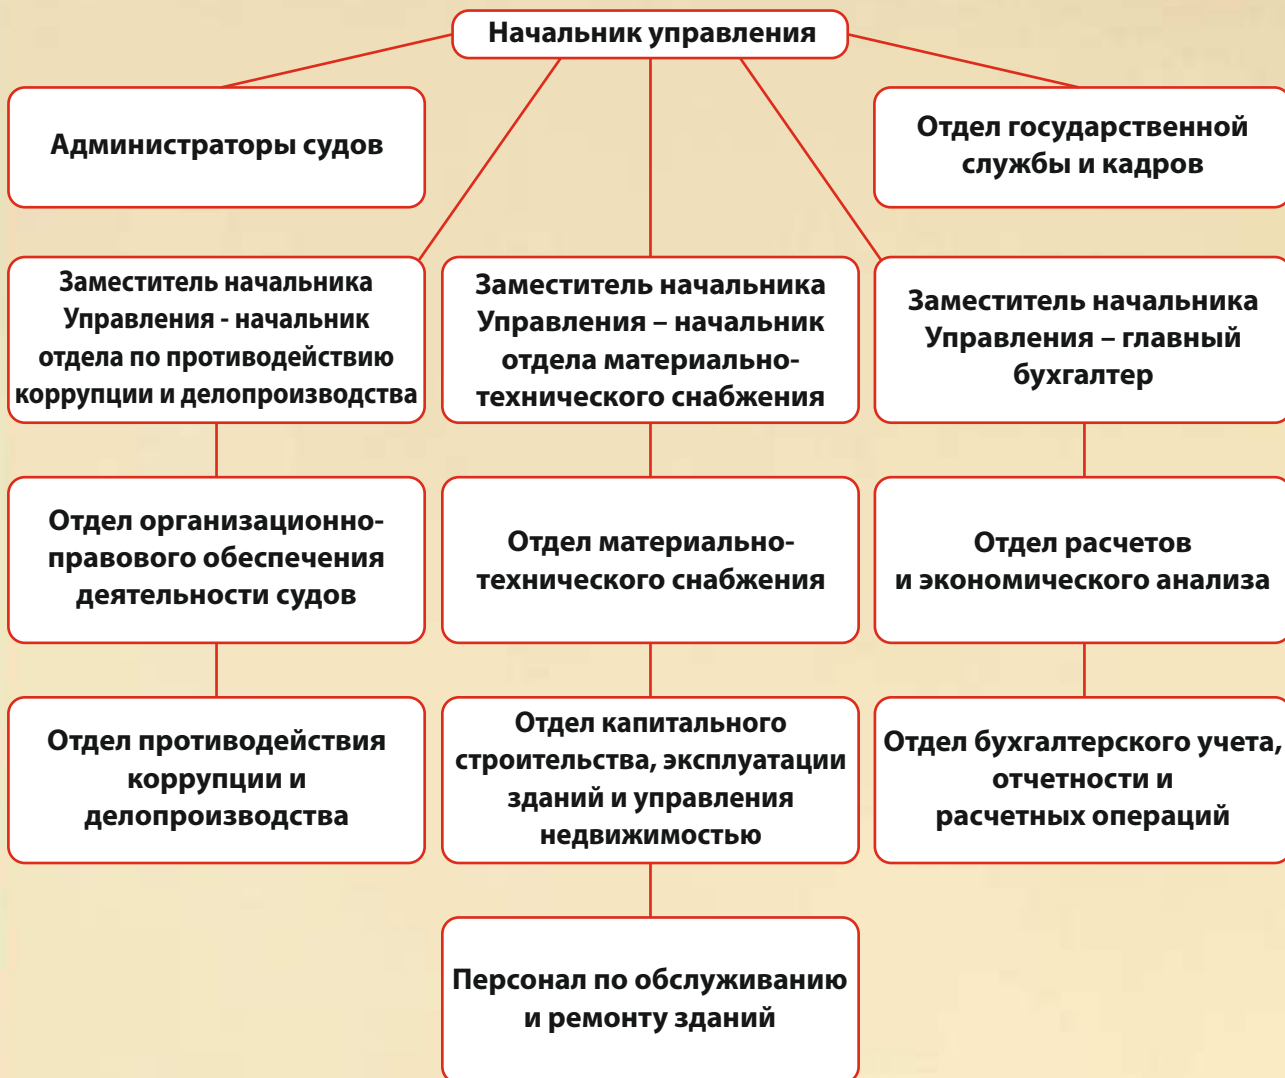 Начальник управления
Администраторы судов
Отдел государственной
службы и кадров
Заместитель начальника
Управления - начальник
отдела по противодействию
коррупции и делопроизводства
Заместитель начальника
Управления – начальник
отдела материально-
технического снабжения
Заместитель начальника
Управления – главный
бухгалтер
Отдел организационно-
правового обеспечения
деятельности судов
Отдел материально-
технического снабжения
Отдел расчетов
и экономического анализа
Отдел противодействия
коррупции и
делопроизводства
Отдел капитального
строительства, эксплуатации
зданий и управления
недвижимостью
Отдел бухгалтерского учета,
отчетности и
расчетных операций
Персонал по обслуживанию
и ремонту зданий